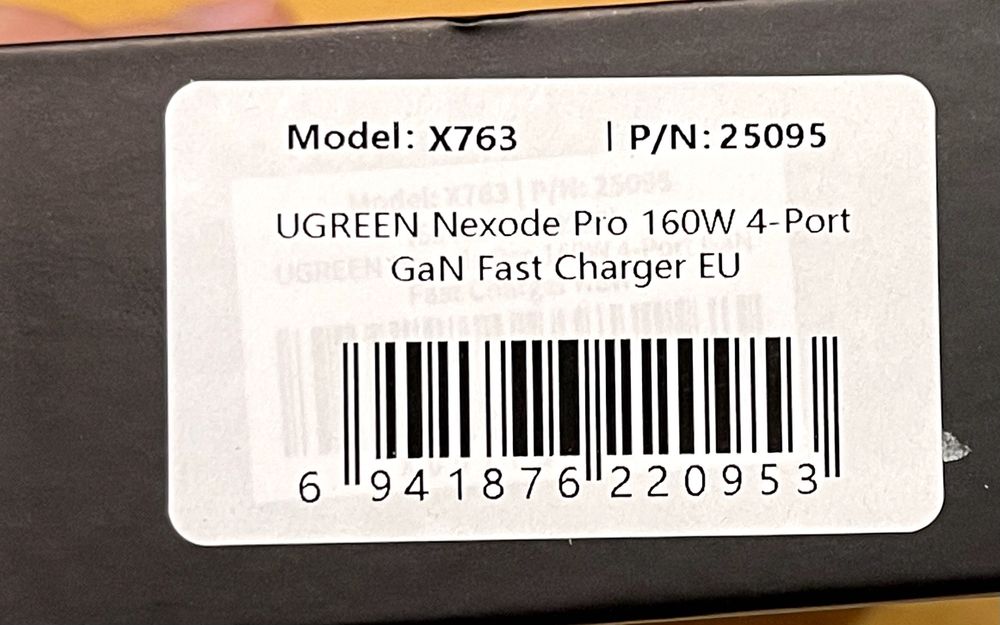 Model: X763 | P/N: 25095
UGREEN Nexode Pro 160W 4-Port
GaN Fast Charger EU
6 941876 220953